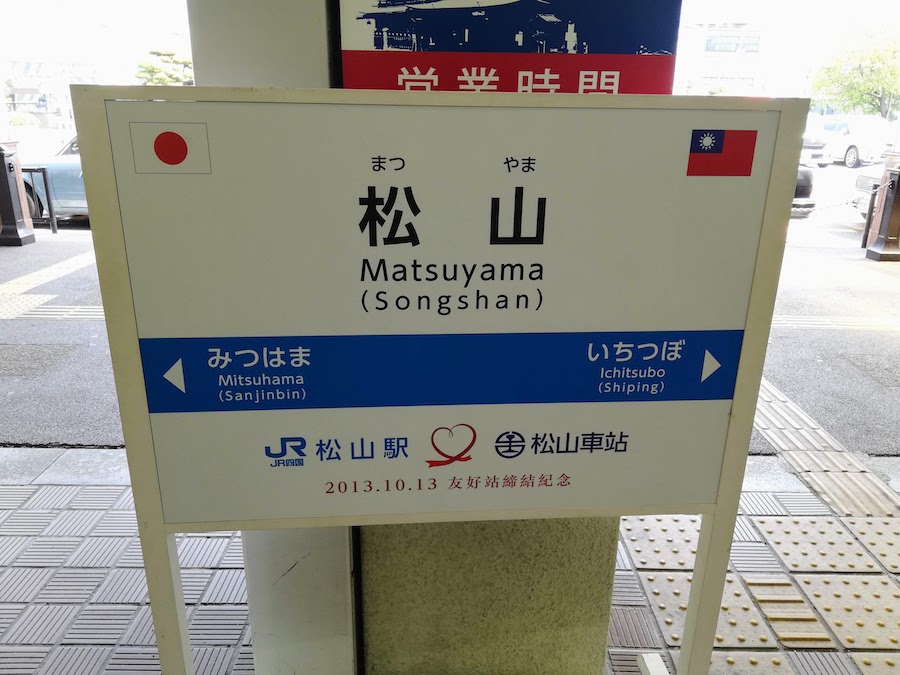 営業時間
まつ やま
松 山
Matsuyama
(Songshan)
みつはま
Mitsuhama
(Sanjinbin)
いちつぼ
Ichitsubo
(Shiping)
JR JR四国 松山駅 松山車站
2013.10.13 友好站締結紀念